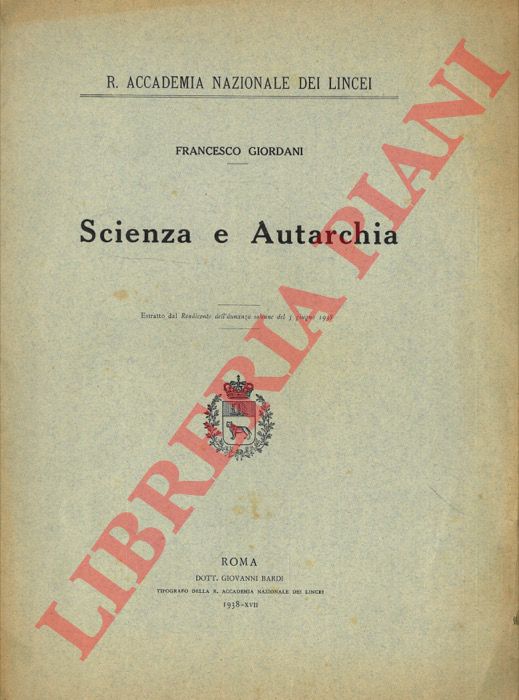 R. ACCADEMIA NAZIONALE DEI LINCEI
FRANCESCO GIORDANI
Scienza e Autarchia
Estratto dal Rendiconto dell'adunanza solenne del 5 giugno
ROMA
DOTT. GIOVANNI BARDI
TIPOGRAFO DELLA R. ACCADEMIA NAZIONALE DEI LINCEI
1938-XVII
LIBRERIA PIANI